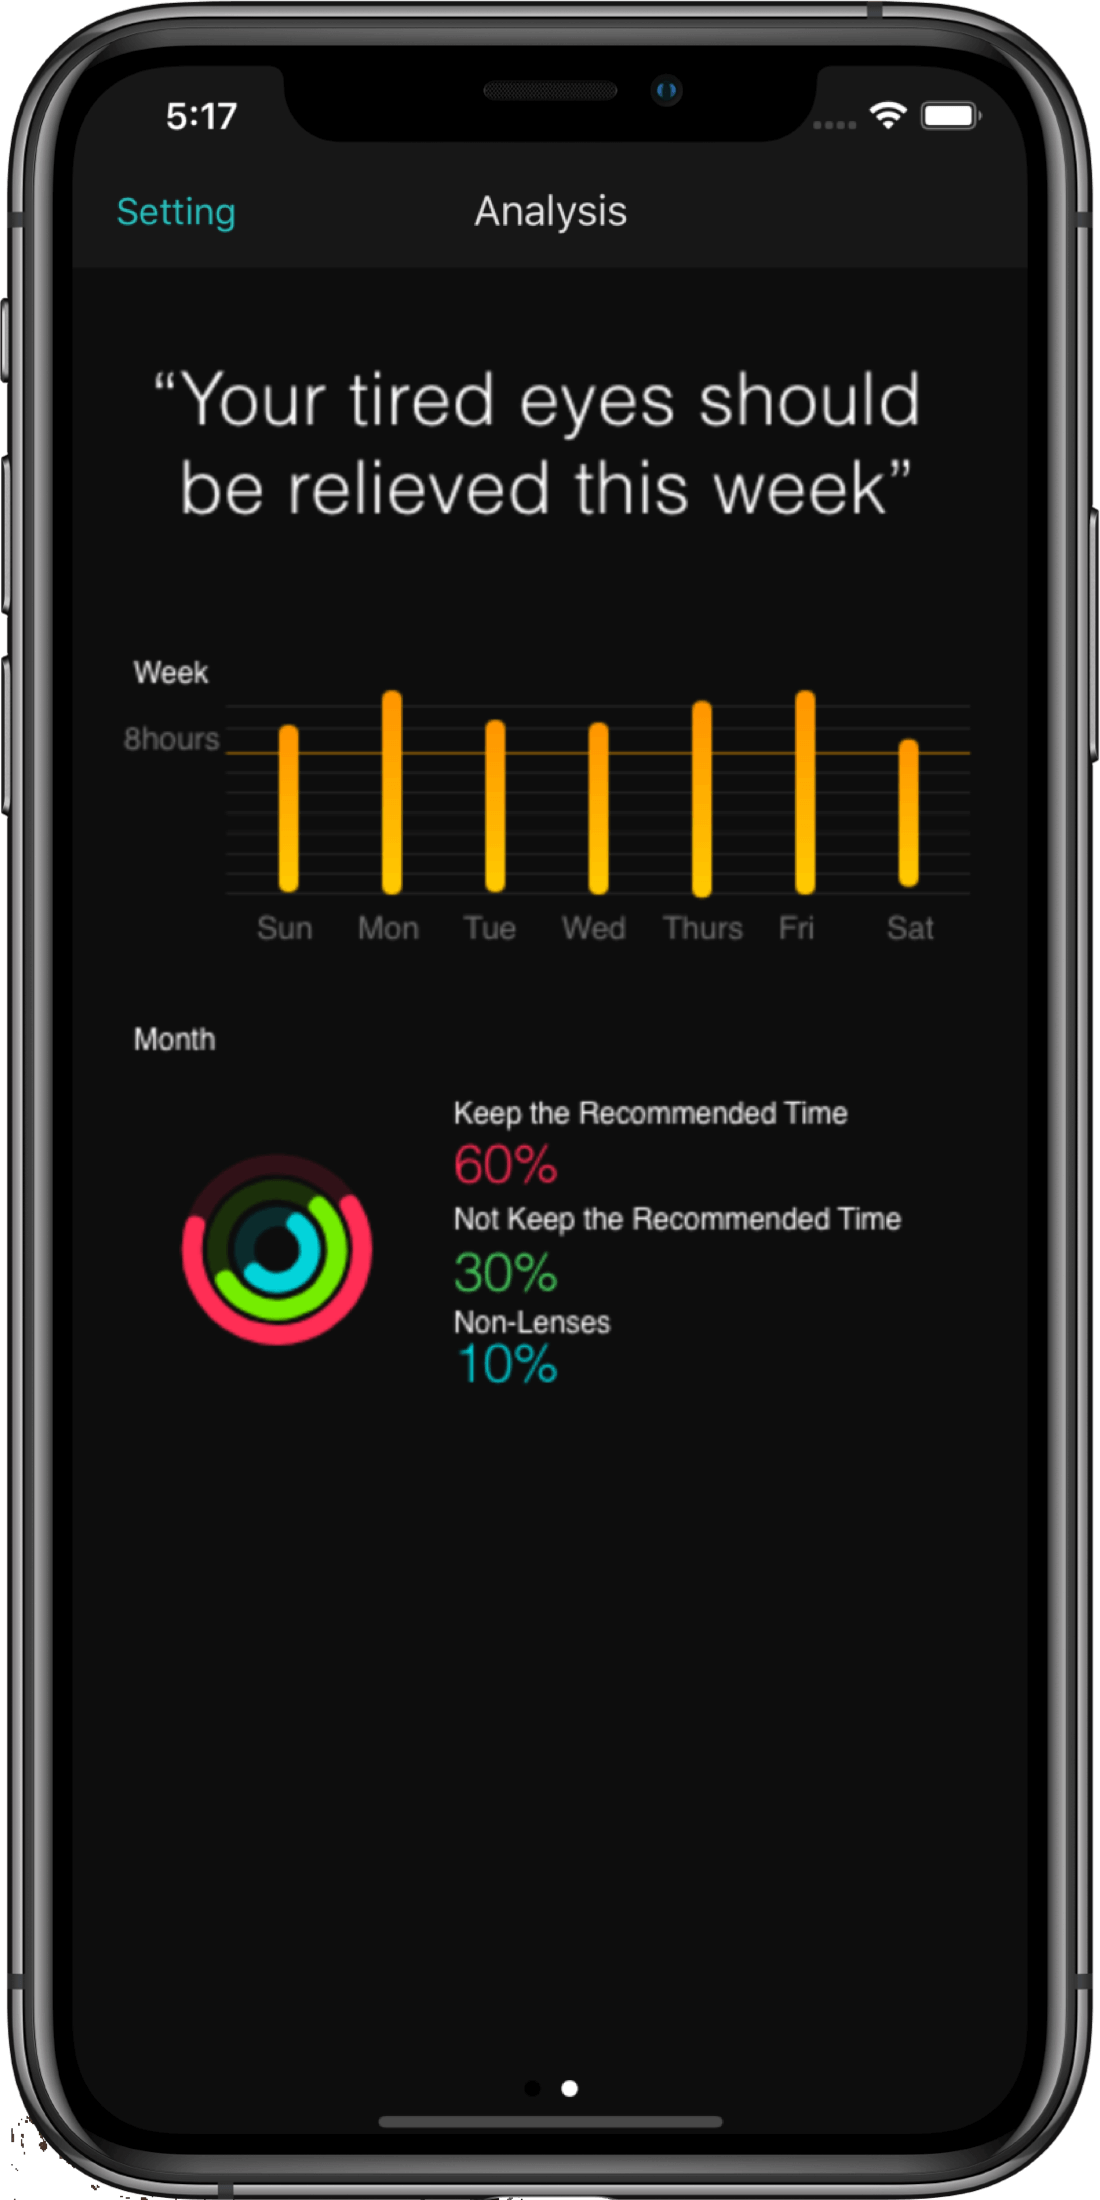 5:17
Setting
Analysis
“Your tired eyes should
be relieved this week”
Week
8hours
Sun Mon Tue Wed Thurs Fri Sat
Month
Keep the Recommended Time
60%
Not Keep the Recommended Time
30%
Non-Lenses
10%